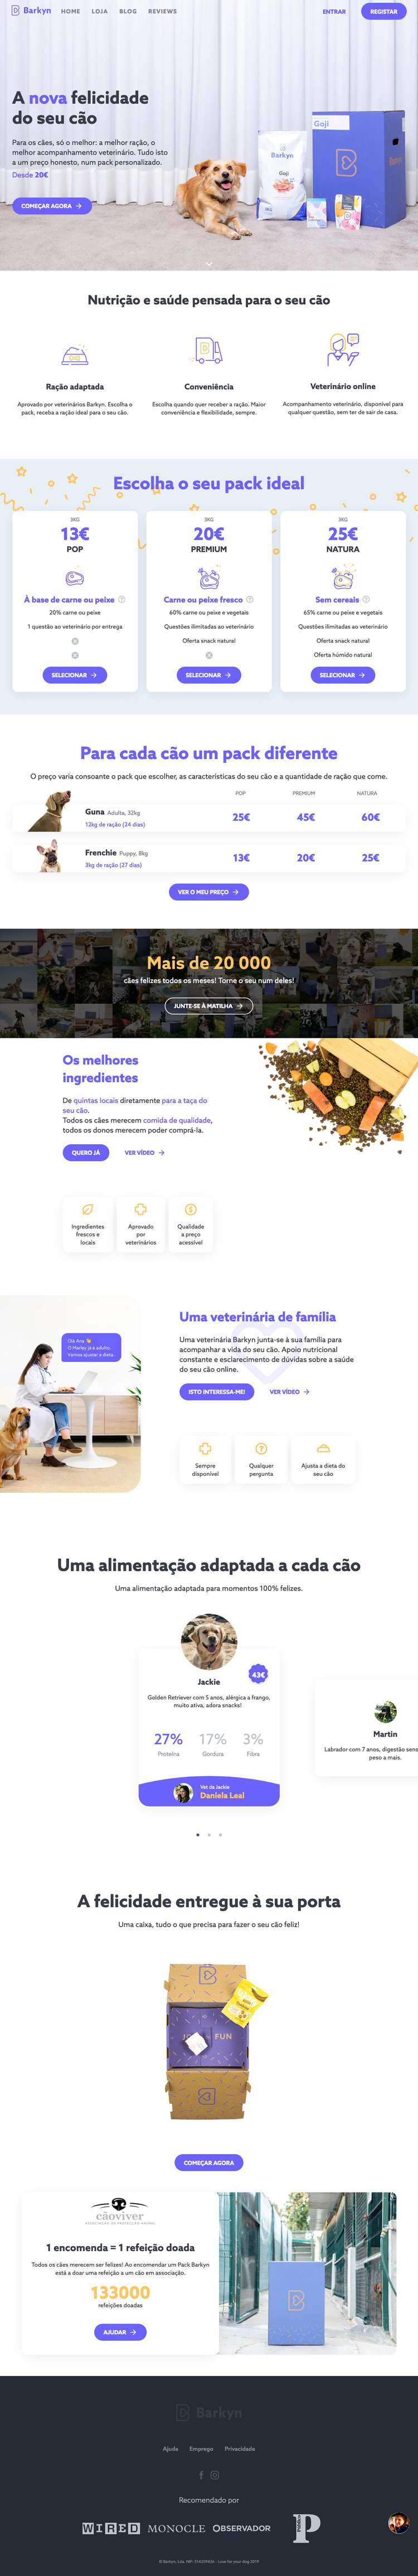 Barkyn HOME LOJA BLOG REVIEWS ENTRAR REGISTAR
A nova felicidade
do seu cão
Para os cães, só o melhor: a melhor ração, o
melhor acompanhamento veterinário. Tudo isto
a um preço honesto, num pack personalizado.
Desde 20€
COMEÇAR AGORA
Goji
Barkyn
Goji
Nutrição e saúde pensada para o seu cão
Ração adaptada
Aprovado por veterinários Barkyn. Escolha o
pack, receba a ração ideal para o seu cão.
Conveniência
Escolha quando quer receber a ração. Maior
conveniência e flexibilidade, sempre.
Veterinário online
Acompanhamento veterinário, disponível para
qualquer questão, sem ter de sair de casa.
Escolha o seu pack ideal
3KG
13€
POP
À base de carne ou peixe ?
20% carne ou peixe
1 questão ao veterinário por entrega
SELECIONAR
3KG
20€
PREMIUM
Carne ou peixe fresco ?
60% carne ou peixe e vegetais
Questões ilimitadas ao veterinário
Oferta snack natural
SELECIONAR
3KG
25€
NATURA
Sem cereais ?
65% carne ou peixe e vegetais
Questões ilimitadas ao veterinário
Oferta snack natural
Oferta húmido natural
SELECIONAR
Para cada cão um pack diferente
O preço varia consoante o pack que escolher, as características do seu cão e a quantidade de ração que come.
POP PREMIUM NATURA
Guna Adulta, 32kg
12kg de ração (24 dias)
25€ 45€ 60€
Frenchie Puppy, 8kg
3kg de ração (27 dias)
13€ 20€ 25€
VER O MEU PREÇO
Mais de 20 000
cães felizes todos os meses! Torne o seu num deles!
JUNTE-SE À MATILHA
Os melhores
ingredientes
De quintas locais diretamente para a taça do
seu cão.
Todos os cães merecem comida de qualidade,
todos os donos merecem poder comprá-la.
QUERO JÁ VER VÍDEO
Ingredientes
frescos e
locais
Aprovado
por
veterinários
Qualidade
a preço
acessível
Olá Ana
O Marley já é adulto.
Vamos ajustar a dieta.
Uma veterinária de família
Uma veterinária Barkyn junta-se à sua família para
acompanhar a vida do seu cão. Apoio nutricional
constante e esclarecimento de dúvidas sobre a saúde
do seu cão online.
ISTO INTERESSA-ME! VER VÍDEO
Sempre
disponível
Qualquer
pergunta
Ajusta a dieta do
seu cão
Uma alimentação adaptada a cada cão
Uma alimentação adaptada para momentos 100% felizes.
43€
Jackie
Golden Retriever com 5 anos, alérgica a frango,
muito ativa, adora snacks!
27% 17% 3%
Proteína Gordura Fibra
Vet da Jackie
Daniela Leal
Martin
Labrador com 7 anos, digestão sens
peso a mais.
A felicidade entregue à sua porta
Uma caixa, tudo o que precisa para fazer o seu cão feliz!
FUN
COMEÇAR AGORA
cãoviver
ASSOCIAÇÃO DE PROTECÇÃO ANIMAL
1 encomenda = 1 refeição doada
Todos os cães merecem ser felizes! Ao encomendar um Pack Barkyn
está a doar uma refeição a um cão em associação.
133000
refeições doadas
AJUDAR
Barkyn
Ajuda Emprego Privacidade
Recomendado por
WIRED MONOCLE OBSERVADOR P